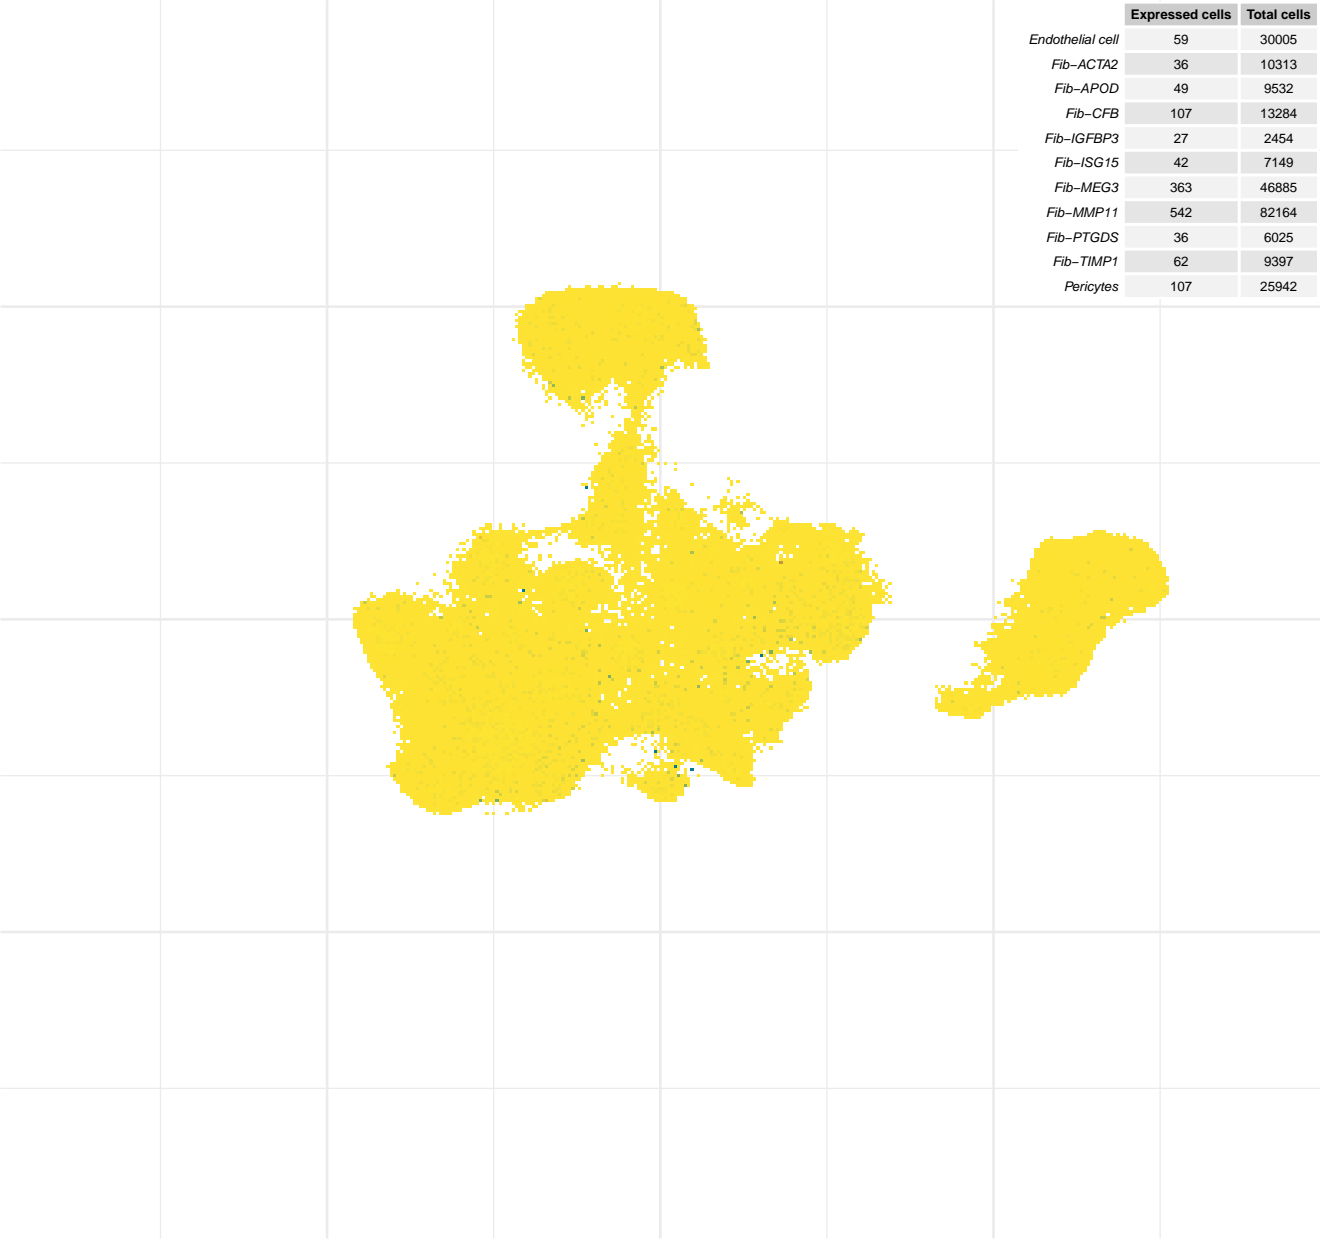 Expressed cells Total cells
Endothelial cell 59 30005
Fib−ACTA2 36 10313
Fib−APOD 49 9532
Fib−CFB 107 13284
Fib−IGFBP3 27 2454
Fib−ISG15 42 7149
Fib−MEG3 363 46885
Fib−MMP11 542 82164
Fib−PTGDS 36 6025
Fib−TIMP1 62 9397
Pericytes 107 25942